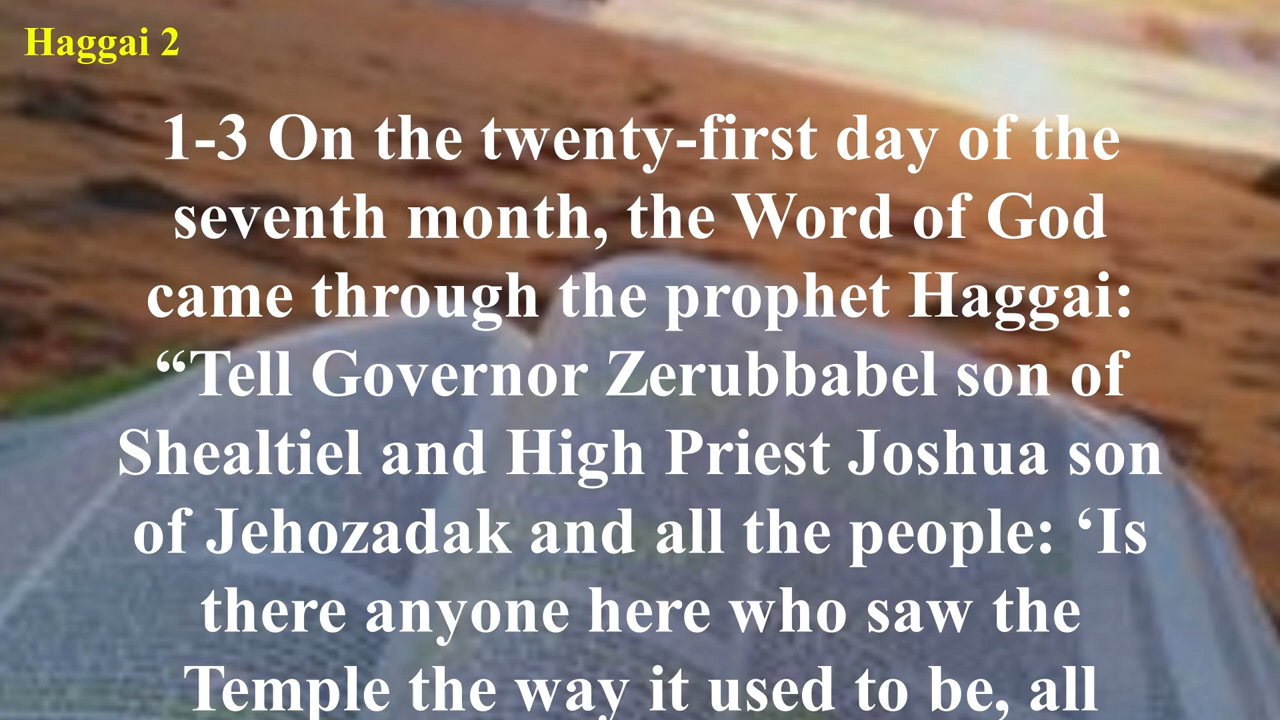 Haggai 2
1-3 On the twenty-first day of the
seventh month, the Word of God
came through the prophet Haggai:
“Tell Governor Zerubbabel son of
Shealtiel and High Priest Joshua son
of Jehozadak and all the people: ‘Is
there anyone here who saw the
Temple the way it used to be, all